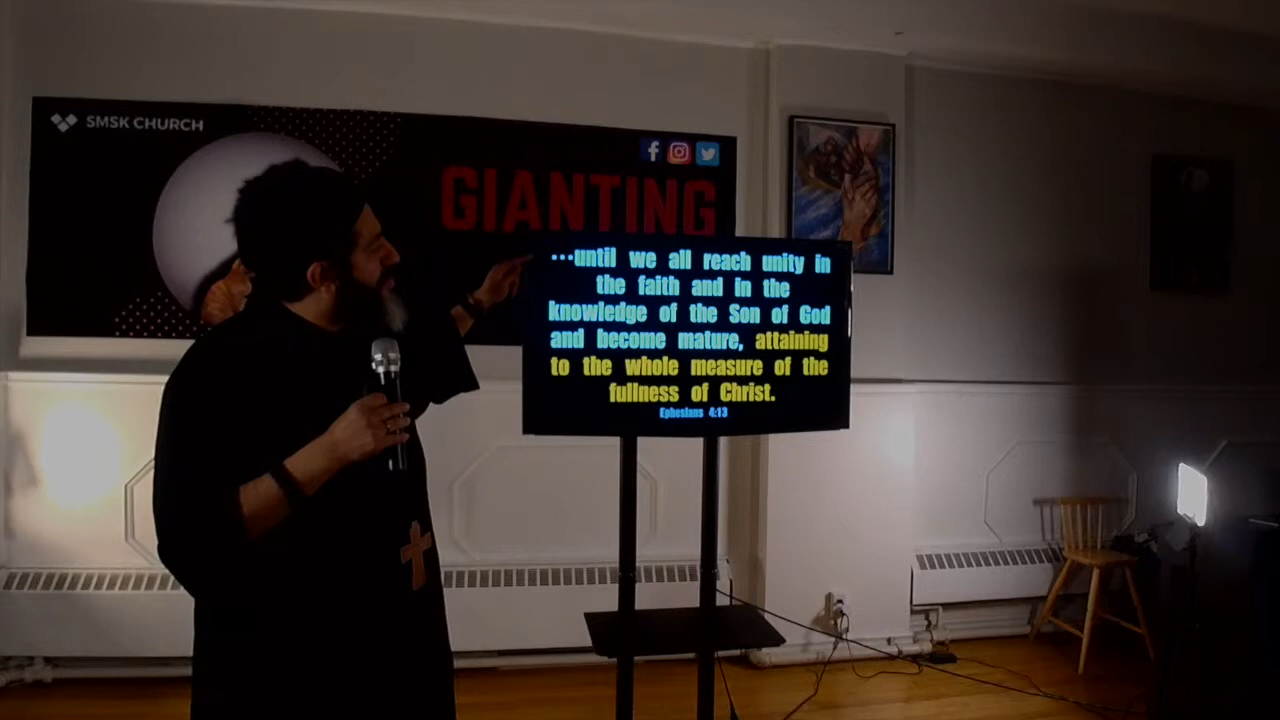 SMSK CHURCH
GIANTING
...until we all reach unity in
the faith and in the
knowledge of the Son of God
and become mature, attaining
to the whole measure of the
fullness of Christ.
Ephesians 4:13